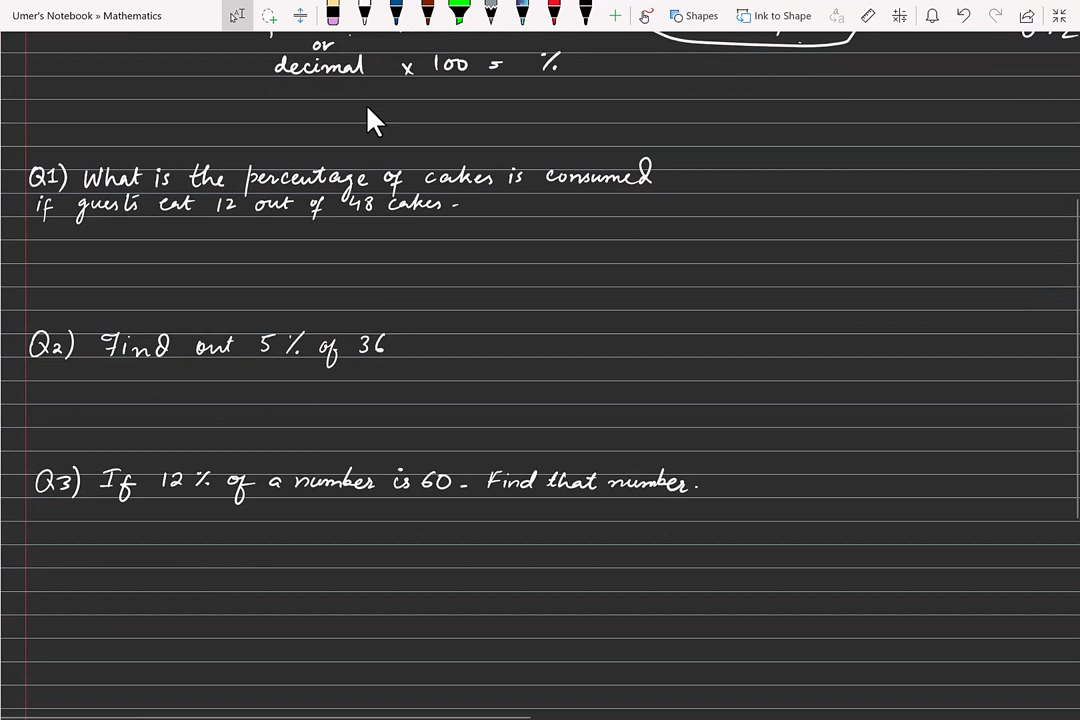 Umer's Notebook » Mathematics
Shapes
Ink to Shape
or
decimal x 100 = %
Q1) What is the percentage of cakes is consumed
if guests eat 12 out of 48 cakes.
Q2) Find out 5 % of 36
Q3) If 12 % of a number is 60. Find that number.